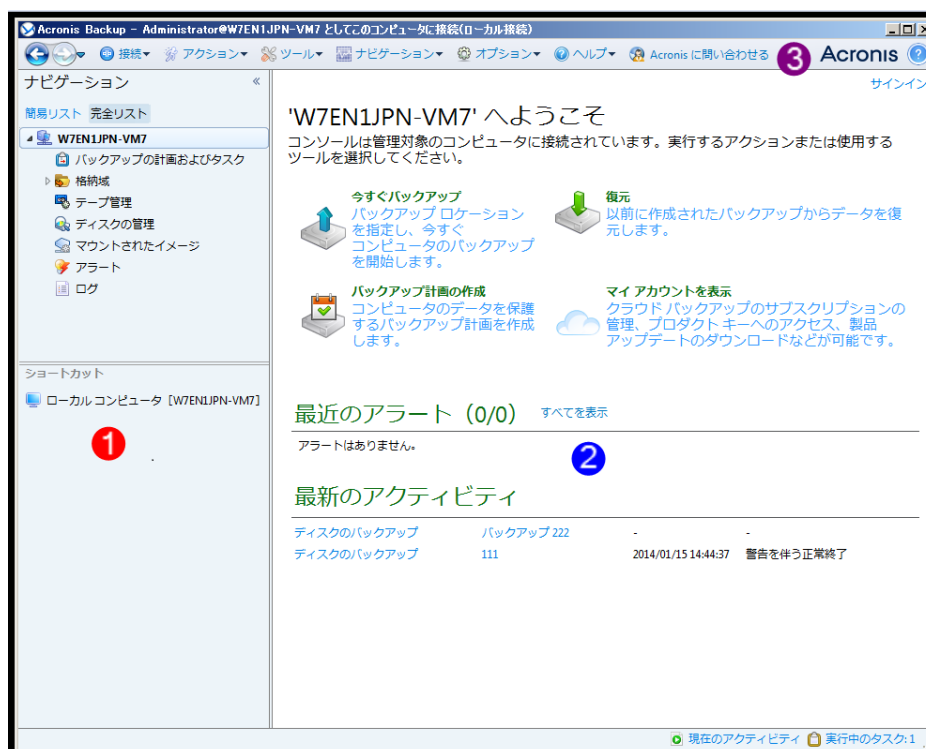 Acronis Backup - Administrator@W7EN1JPN-VM7 としてこのコンピュータに接続(ローカル接続)
接続 アクション ツール ナビゲーション オプション ヘルプ Acronis に問い合わせる 3 Acronis
ナビゲーション «
サインイン
簡易リスト 完全リスト
W7EN1JPN-VM7
バックアップの計画およびタスク
格納域
テープ管理
ディスクの管理
マウントされたイメージ
アラート
ログ
ショートカット
ローカル コンピュータ [W7EN1JPN-VM7]
1
'W7EN1JPN-VM7' へようこそ
コンソールは管理対象のコンピュータに接続されています。実行するアクションまたは使用する
ツールを選択してください。
今すぐバックアップ
バックアップ ロケーション
を指定し、今すぐ
コンピュータのバックアップ
を開始します。
復元
以前に作成されたバックアップからデータを復
元します。
バックアップ計画の作成
コンピュータのデータを保護
するバックアップ計画を作成
します。
マイ アカウントを表示
クラウド バックアップのサブスクリプションの
管理、プロダクト キーへのアクセス、製品
アップデートのダウンロードなどが可能です。
最近のアラート (0/0) すべてを表示
アラートはありません。
2
最新のアクティビティ
ディスクのバックアップ バックアップ 222 - -
ディスクのバックアップ 111 2014/01/15 14:44:37 警告を伴う正常終了
現在のアクティビティ 実行中のタスク: 1